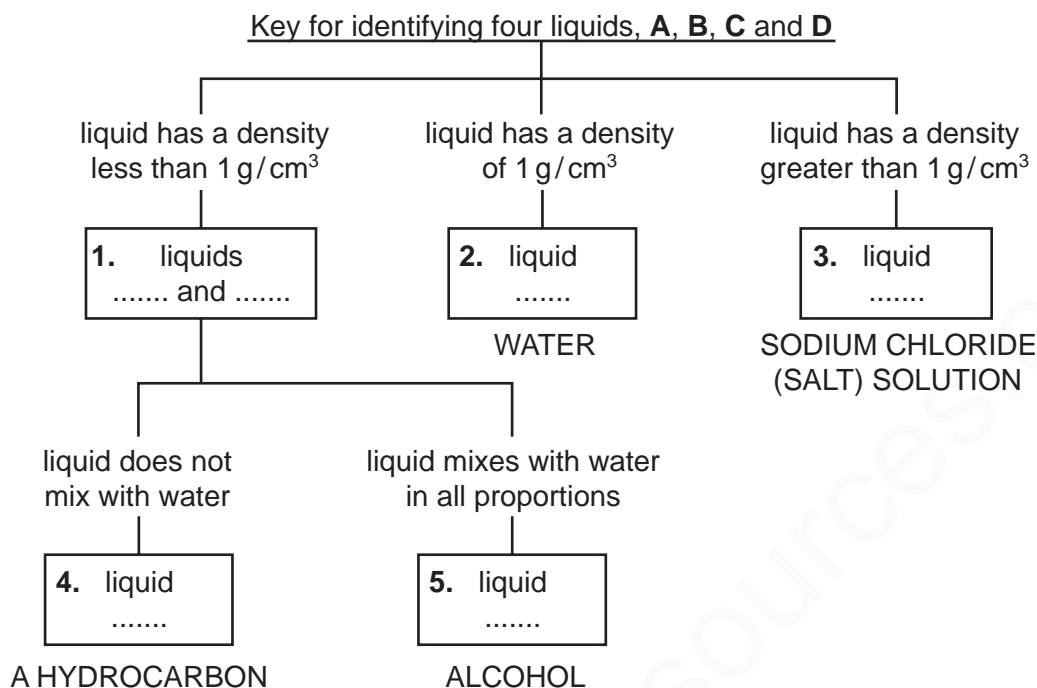 Key for identifying four liquids, A, B, C and D
liquid has a density
less than 1 g/cm³
liquid has a density
of 1 g/cm³
liquid has a density
greater than 1 g/cm³
1. liquids
....... and .......
2. liquid
.......
WATER
3. liquid
.......
SODIUM CHLORIDE
(SALT) SOLUTION
liquid does not
mix with water
liquid mixes with water
in all proportions
4. liquid
.......
A HYDROCARBON
5. liquid
.......
ALCOHOL